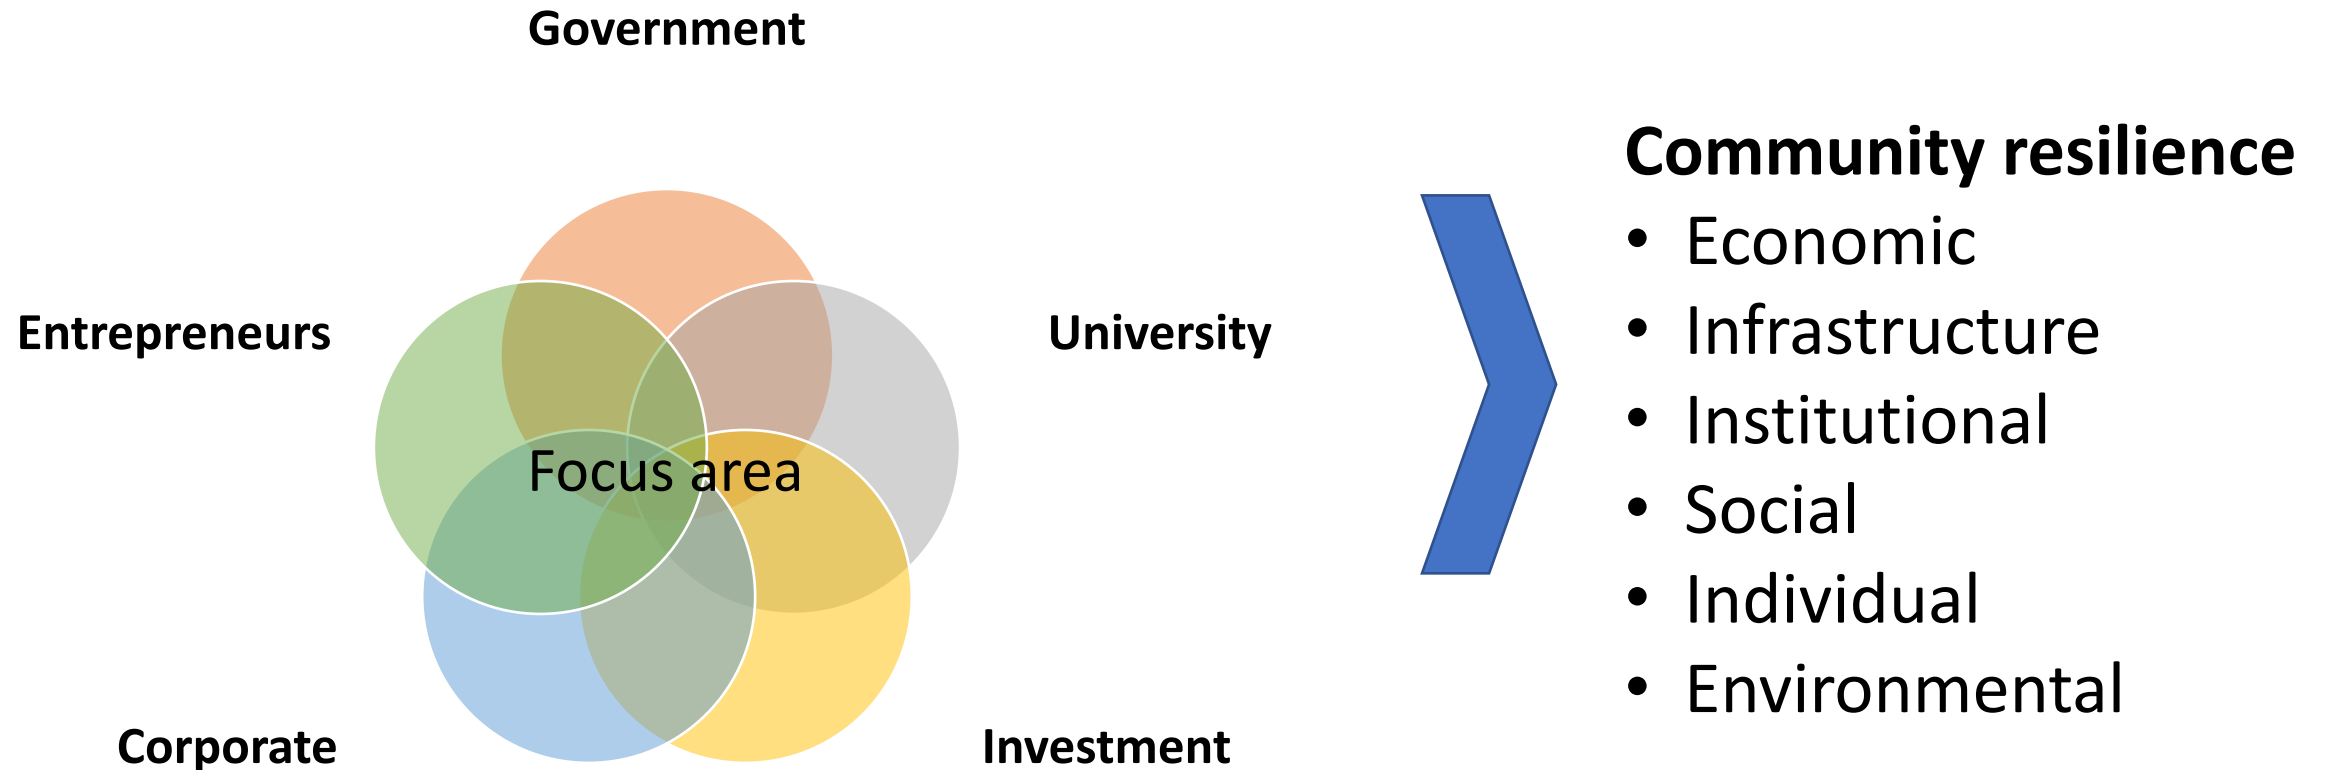 Government
Entrepreneurs
University
Focus area
Corporate
Investment
Community resilience
• Economic
• Infrastructure
• Institutional
• Social
• Individual
• Environmental